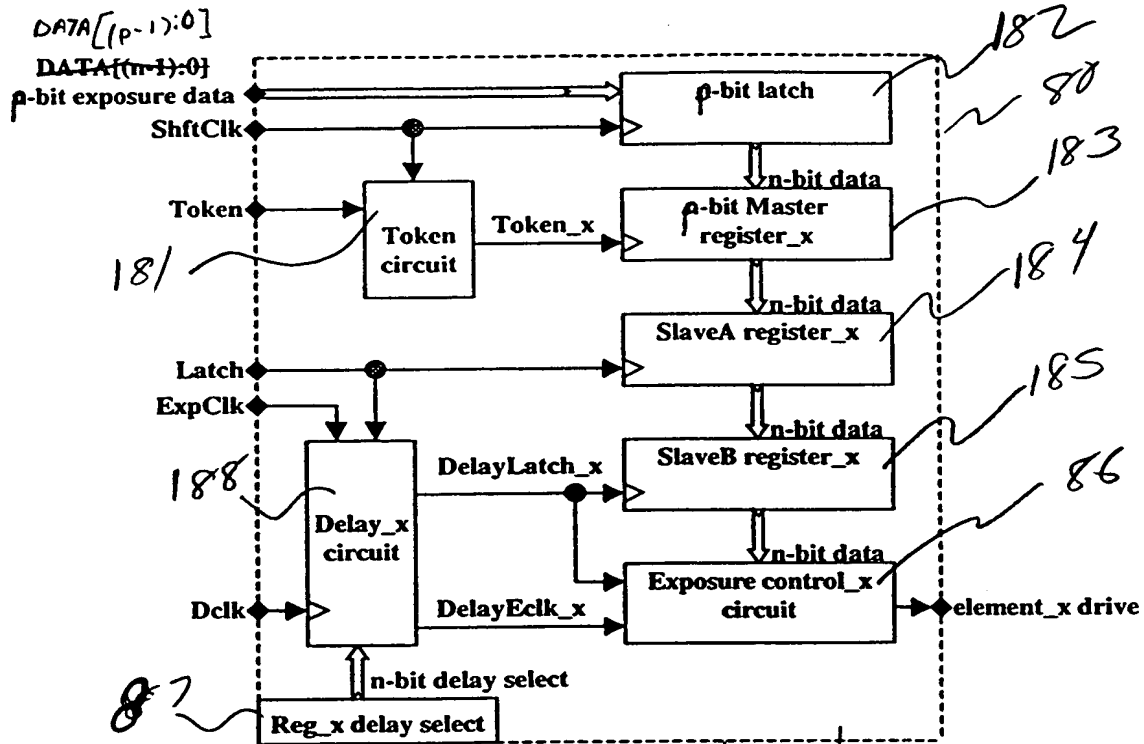 DATA[(p-1):0]
DATA[(n-1):0]
p-bit exposure data
ShftClk
Token
Latch
ExpClk
Dclk
p-bit latch
n-bit data
p-bit Master
register_x
n-bit data
SlaveA register_x
n-bit data
SlaveB register_x
n-bit data
Exposure control_x
circuit
element_x drive
Token
circuit
Token_x
Delay_x
circuit
DelayLatch_x
DelayEclk_x
n-bit delay select
Reg_x delay select
182
80
183
181
184
185
188
86
87